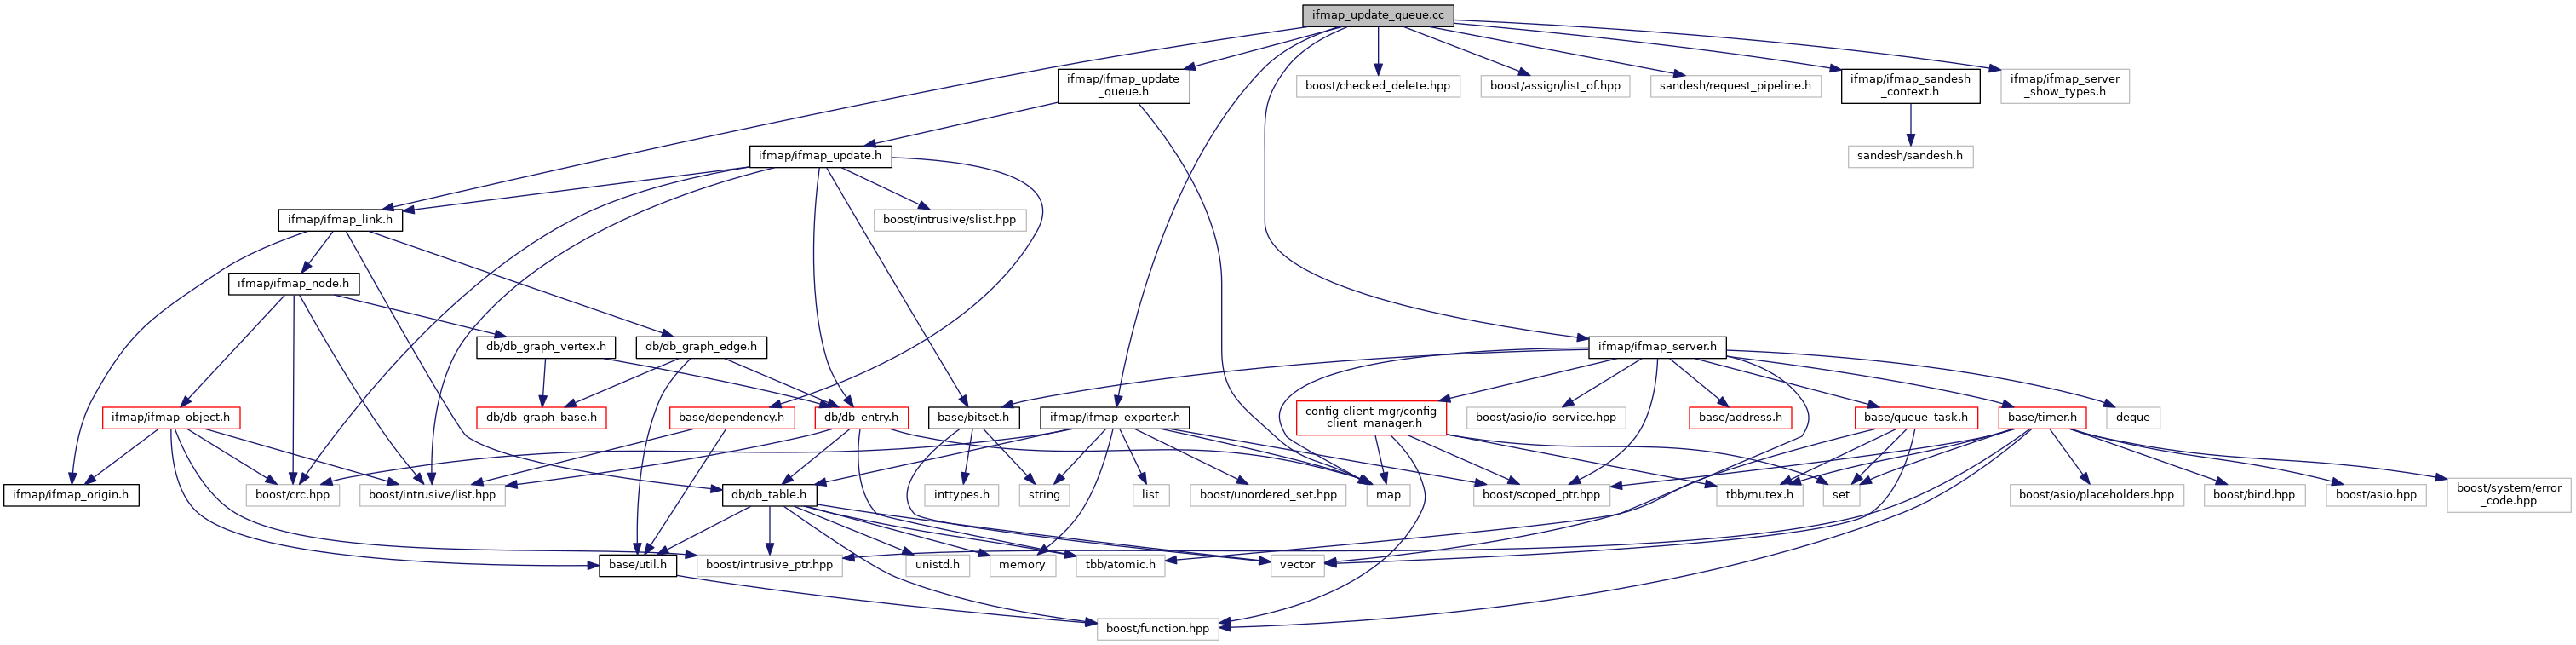 ifmap_update_queue.cc
ifmap/ifmap_update
_queue.h
boost/checked_delete.hpp
boost/assign/list_of.hpp
sandesh/request_pipeline.h
ifmap/ifmap_sandesh
_context.h
ifmap/ifmap_server
_show_types.h
ifmap/ifmap_update.h
sandesh/sandesh.h
ifmap/ifmap_link.h
boost/intrusive/slist.hpp
ifmap/ifmap_node.h
db/db_graph_vertex.h
db/db_graph_edge.h
ifmap/ifmap_server.h
ifmap/ifmap_object.h
db/db_graph_base.h
base/dependency.h
db/db_entry.h
base/bitset.h
ifmap/ifmap_exporter.h
config-client-mgr/config
_client_manager.h
boost/asio/io_service.hpp
base/address.h
base/queue_task.h
base/timer.h
deque
ifmap/ifmap_origin.h
boost/crc.hpp
boost/intrusive/list.hpp
db/db_table.h
inttypes.h
string
list
boost/unordered_set.hpp
map
boost/scoped_ptr.hpp
tbb/mutex.h
set
boost/asio/placeholders.hpp
boost/bind.hpp
boost/asio.hpp
boost/system/error
_code.hpp
base/util.h
boost/intrusive_ptr.hpp
unistd.h
memory
tbb/atomic.h
vector
boost/function.hpp